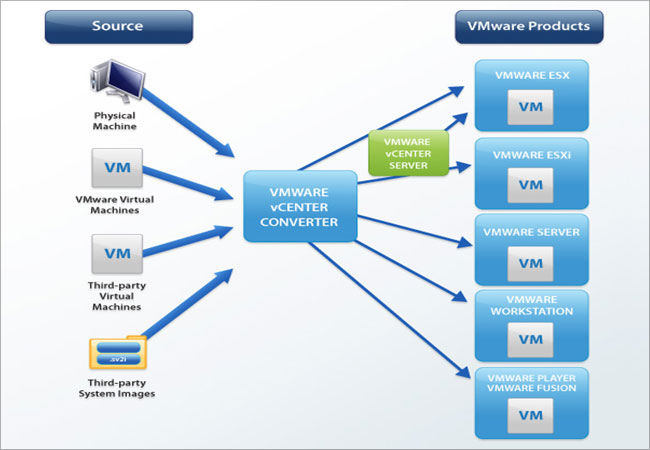 Source
VMware Products
Physical
Machine
VM
VMware Virtual
Machines
VM
Third-party
Virtual
Machines
.sv2i
Third-party
System Images
VMWARE
vCENTER
CONVERTER
VMWARE
vCENTER
SERVER
VMWARE ESX
VM
VMWARE ESXi
VM
VMWARE SERVER
VM
VMWARE
WORKSTATION
VM
VMWARE PLAYER
VMWARE FUSION
VM